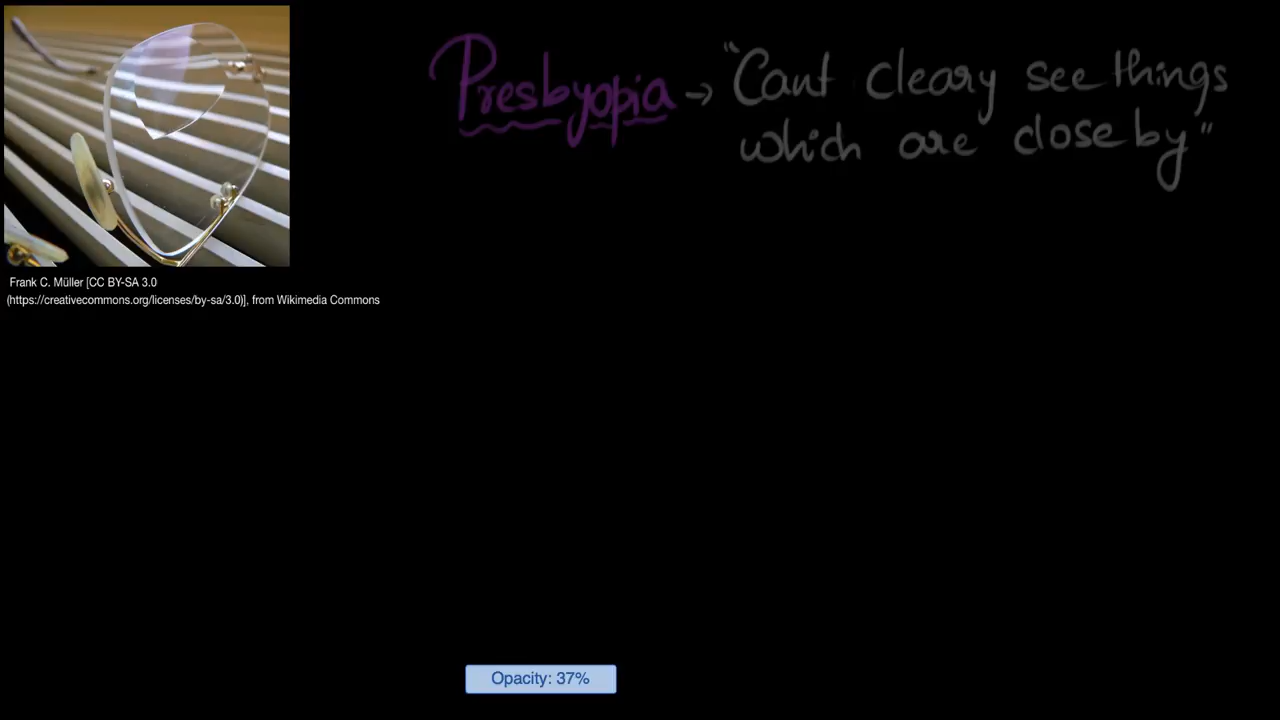 Presbyopia → "Cant cleary see things
which are close by"
Frank C. Müller [CC BY-SA 3.0
(https://creativecommons.org/licenses/by-sa/3.0)], from Wikimedia Commons
Opacity: 37%